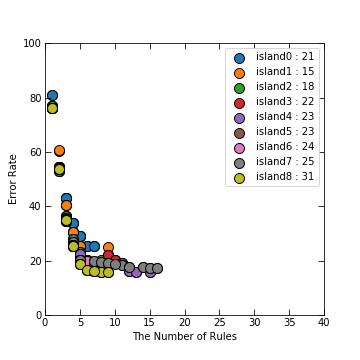 100
80
60
40
20
0
Error Rate
island0 : 21
island1 : 15
island2 : 18
island3 : 22
island4 : 23
island5 : 23
island6 : 24
island7 : 25
island8 : 31
0 5 10 15 20 25 30 35 40
The Number of Rules